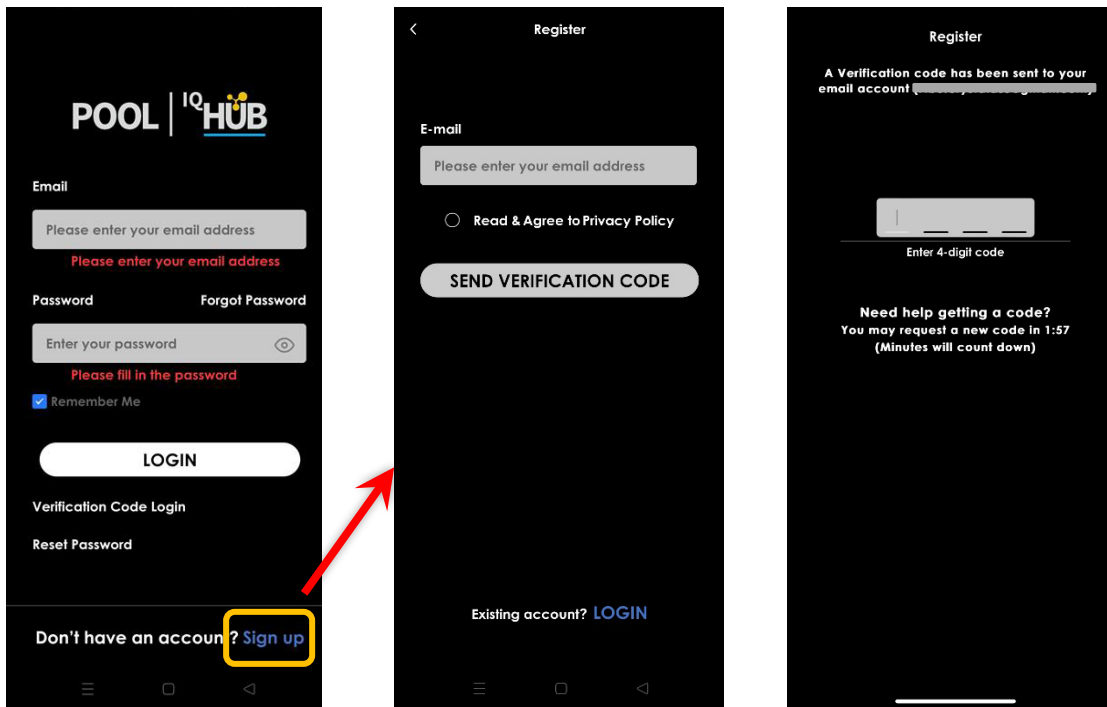 POOL | IQ HUB
Email
Please enter your email address
Please enter your email address
Password Forgot Password
Enter your password
Please fill in the password
Remember Me
LOGIN
Verification Code Login
Reset Password
Don't have an account? Sign up
Register
E-mail
Please enter your email address
Read & Agree to Privacy Policy
SEND VERIFICATION CODE
Existing account? LOGIN
Register
A Verification code has been sent to your
email account
Enter 4-digit code
Need help getting a code?
You may request a new code in 1:57
(Minutes will count down)